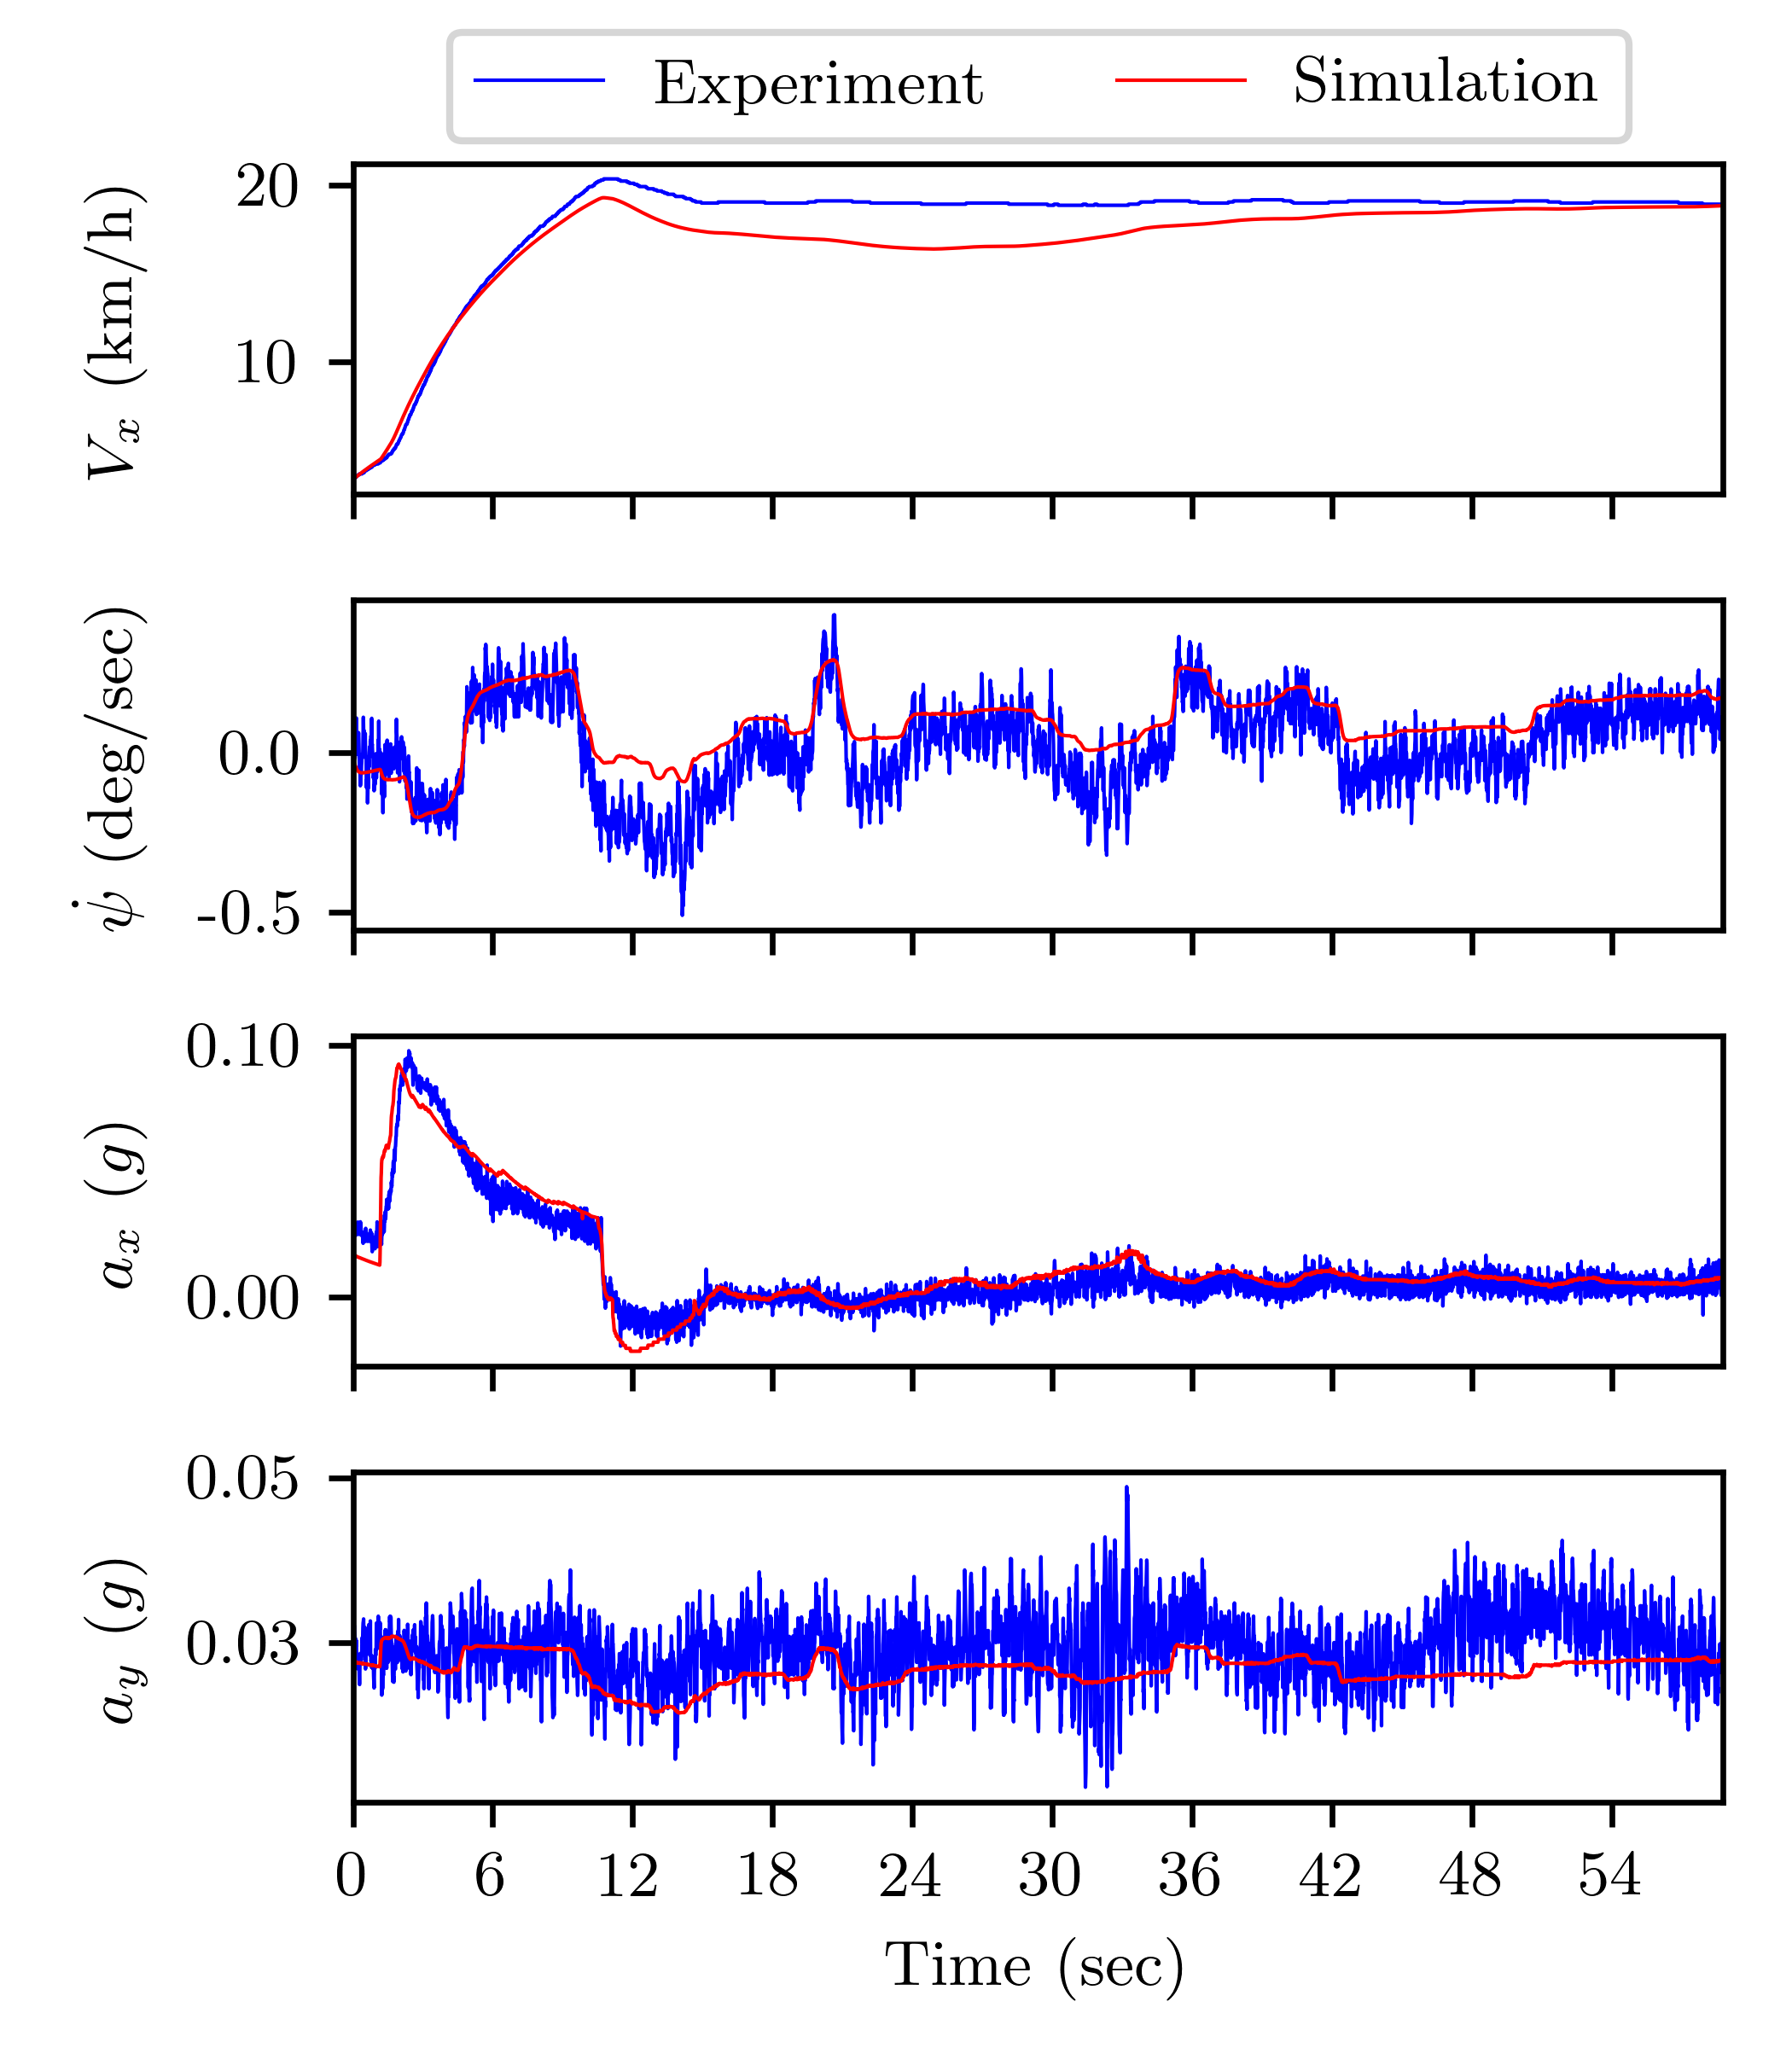 Experiment Simulation
20
10
V_x (km/h)
0.0
-0.5
ψ̇ (deg/sec)
0.10
0.00
a_x (g)
0.05
0.03
a_y (g)
0 6 12 18 24 30 36 42 48 54
Time (sec)